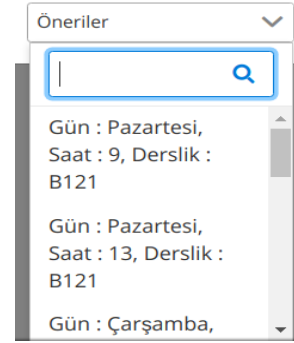 Öneriler
Gün : Pazartesi,
Saat : 9, Derslik :
B121
Gün : Pazartesi,
Saat : 13, Derslik :
B121
Gün : Çarşamba,